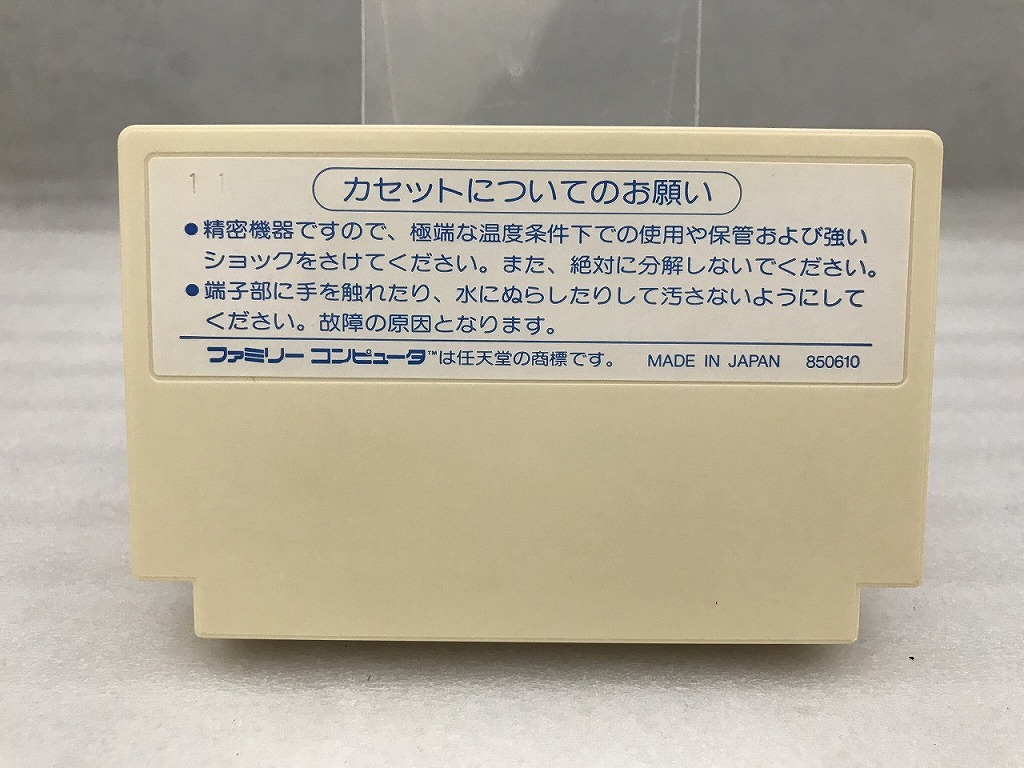 11
カセットについてのお願い
●精密機器ですので、極端な温度条件下での使用や保管および強い
ショックをさけてください。また、絶対に分解しないでください。
●端子部に手を触れたり、水にぬらしたりして汚さないようにして
ください。故障の原因となります。
ファミリー コンピュータ™は任天堂の商標です。 MADE IN JAPAN 850610